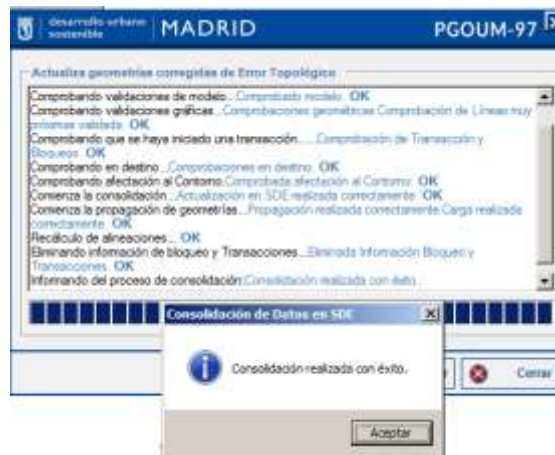 desarrollo urbano
sostenible
MADRID
PGOUM-97
Actualiza geometrías corregidas de Error Topológico
Comprobando validaciones de modelo...Comprobado modelo. OK
Comprobando validaciones gráficas...Comprobaciones geométricas Comprobación de Líneas muy
próximas validada. OK
Comprobando que se haya iniciado una transacción......Comprobación de Transacción y
Bloqueos. OK
Comprobando en destino...Comprobaciones en destino. OK
Comprobando afectación al Contorno.Comprobada afectación al Contorno. OK
Comienza la consolidación...Actualización en SDE realizada correctamente. OK
Comienza la propagación de geometrías...Propagación realizada correctamente Carga realizada
correctamente. OK
Recálculo de alineaciones... OK
Eliminando información de bloqueo y Transacciones...Eliminada Información Bloqueo y
Transacciones. OK
Informando del proceso de consolidación:Consolidación realizada con éxito.
Consolidación de Datos en SDE
Consolidación realizada con éxito.
Cerrar
Aceptar